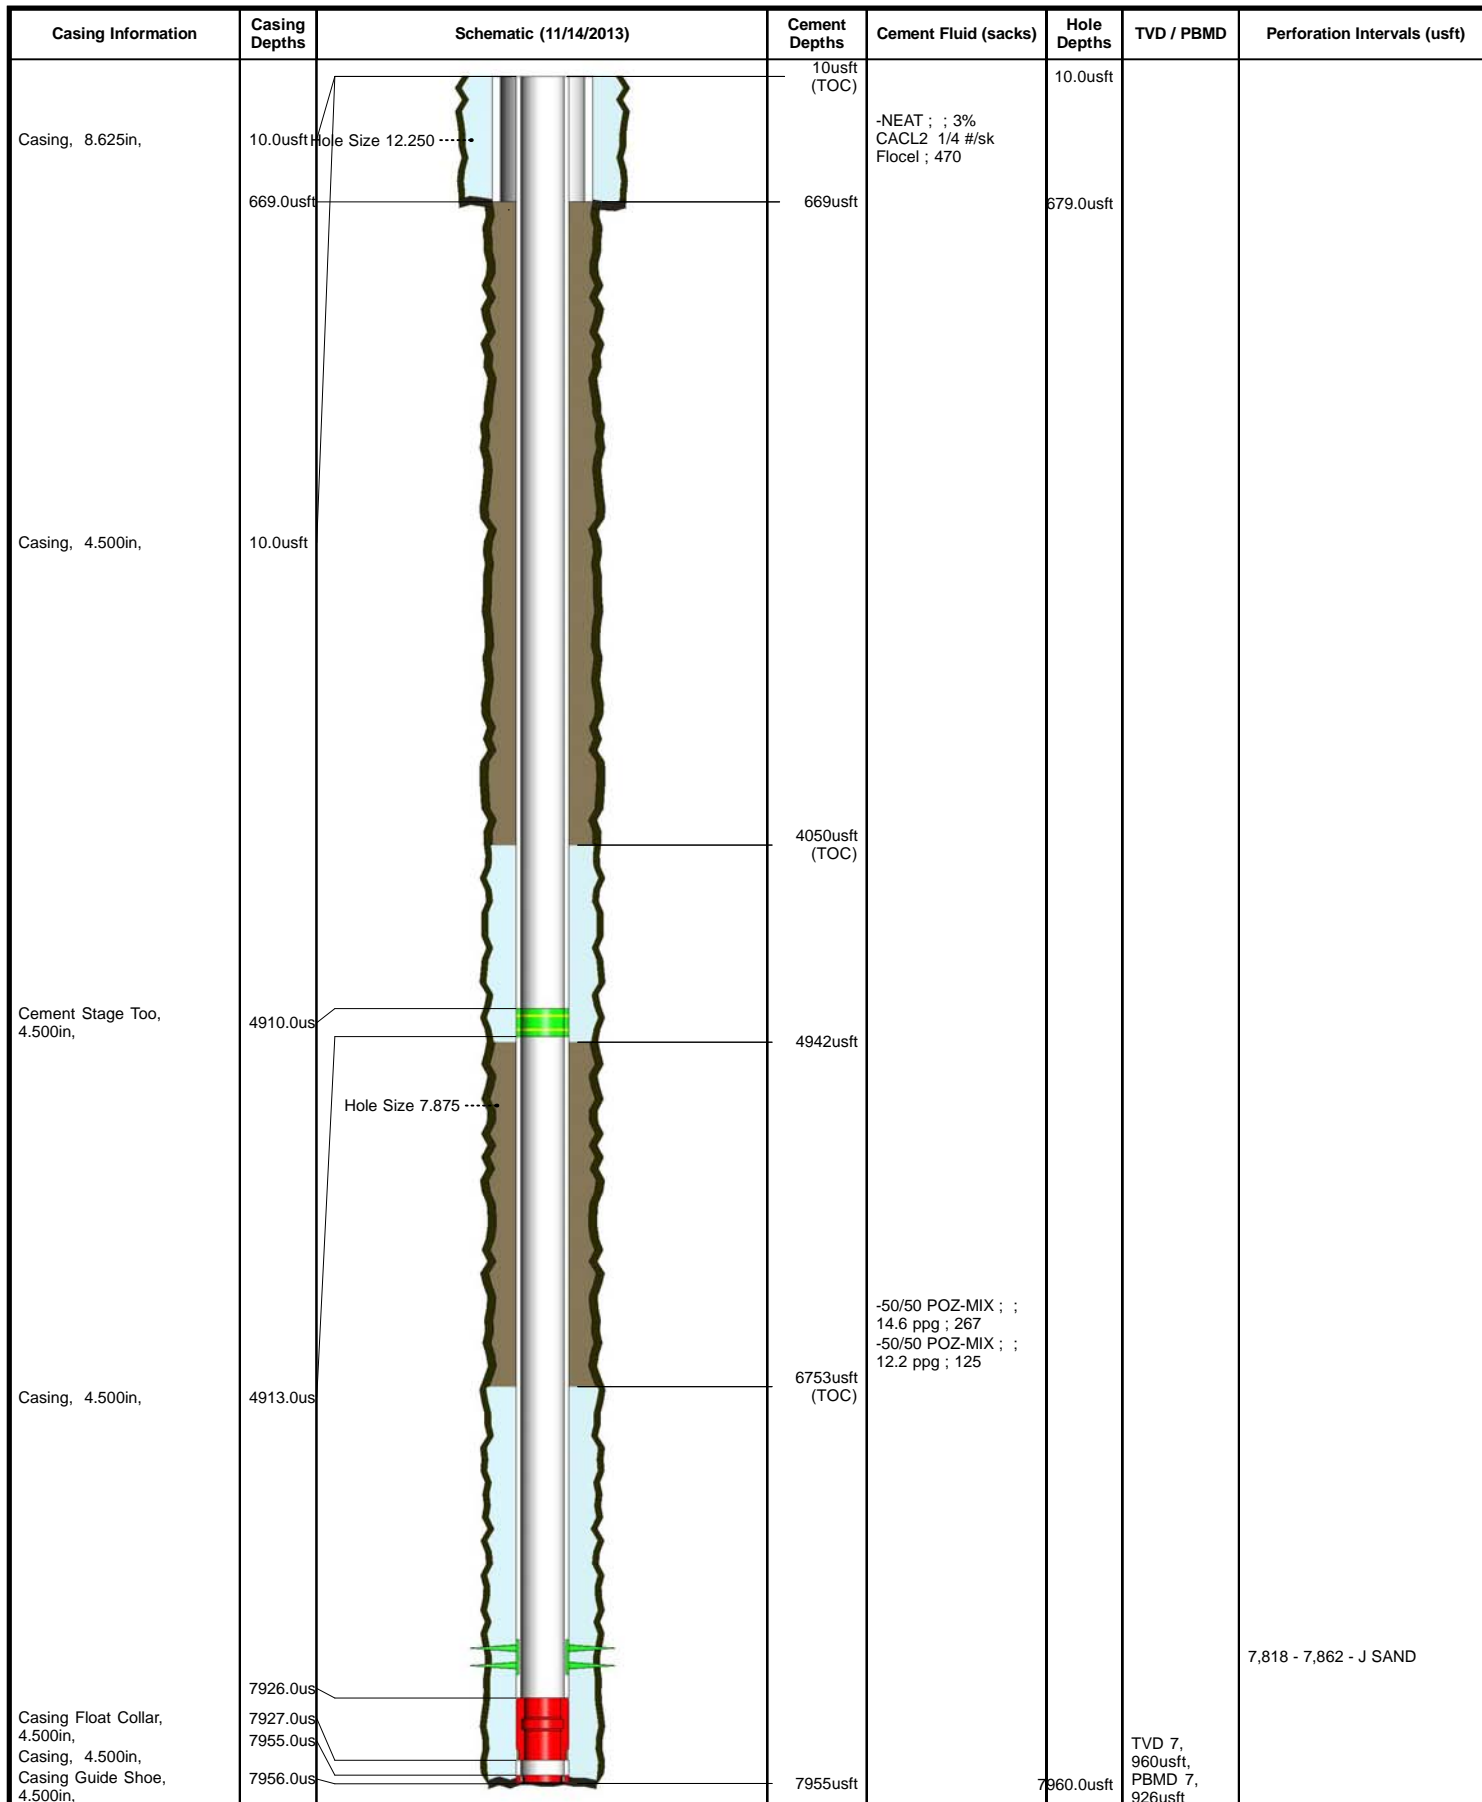 Casing Information
Casing Depths
Schematic (11/14/2013)
Cement Depths
Cement Fluid (sacks)
Hole Depths
TVD / PBMD
Perforation Intervals (usft)
10usft
(TOC)
10.0usft
Casing, 8.625in,
10.0usft
Hole Size 12.250
-NEAT ; ; 3%
CACL2 1/4 #/sk
Flocel ; 470
669.0usft
669usft
679.0usft
Casing, 4.500in,
10.0usft
4050usft
(TOC)
Cement Stage Too,
4.500in,
4910.0us
4942usft
Hole Size 7.875
-50/50 POZ-MIX ; ;
14.6 ppg ; 267
-50/50 POZ-MIX ; ;
12.2 ppg ; 125
6753usft
(TOC)
Casing, 4.500in,
4913.0us
7,818 - 7,862 - J SAND
7926.0us
Casing Float Collar,
4.500in,
7927.0us
Casing, 4.500in,
7955.0us
Casing Guide Shoe,
4.500in,
7956.0us
7955usft
7960.0usft
TVD 7,
960usft,
PBMD 7,
926usft